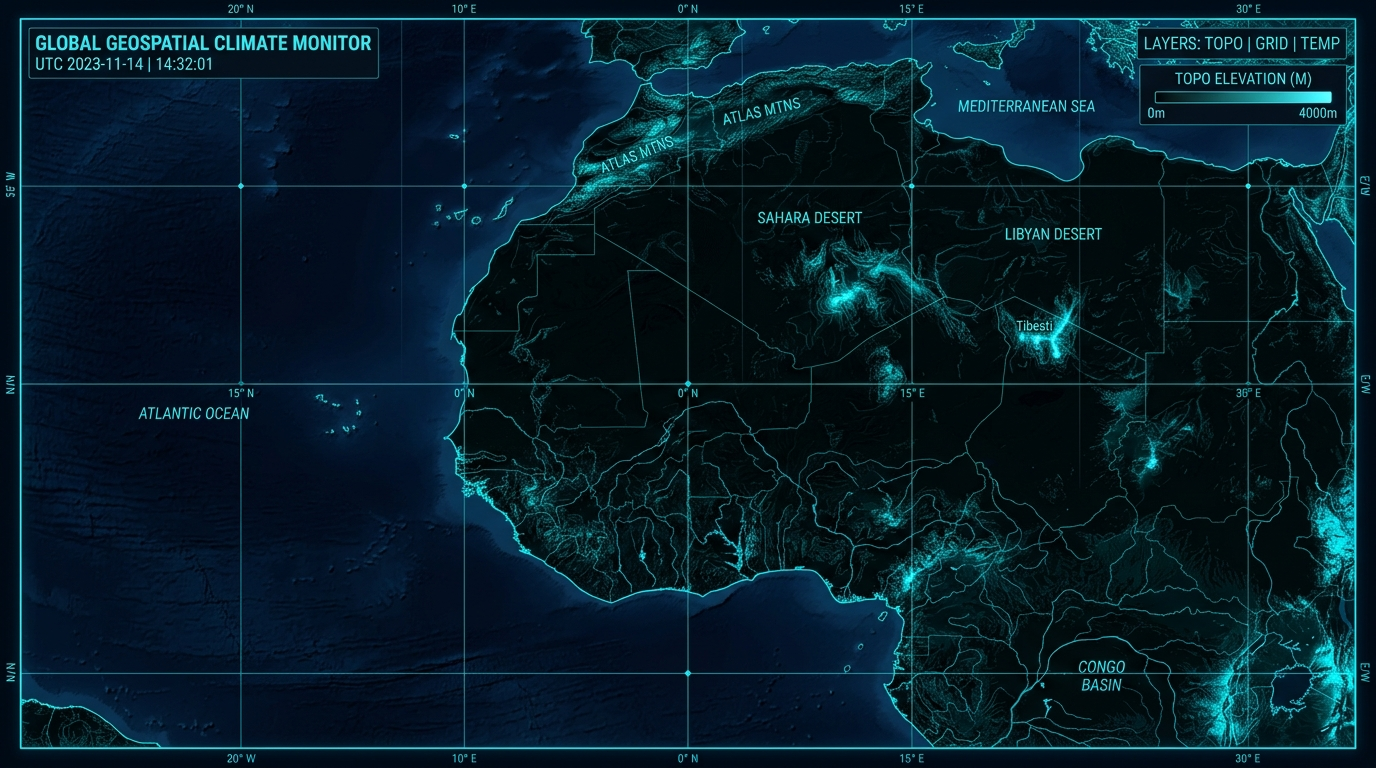 20° N
10° E
0° N
15° E
30° E
GLOBAL GEOSPATIAL CLIMATE MONITOR
UTC 2023-11-14 | 14:32:01
LAYERS: TOPO | GRID | TEMP
TOPO ELEVATION (M)
0m 4000m
MEDITERRANEAN SEA
ATLAS MTNS
ATLAS MTNS
SAHARA DESERT
LIBYAN DESERT
Tibesti
N/W
E/W
15° N
0° N
0° N
15° E
36° E
ATLANTIC OCEAN
N/N
E/W
CONGO
BASIN
20° W
10° E
0° N
15° E
30° E